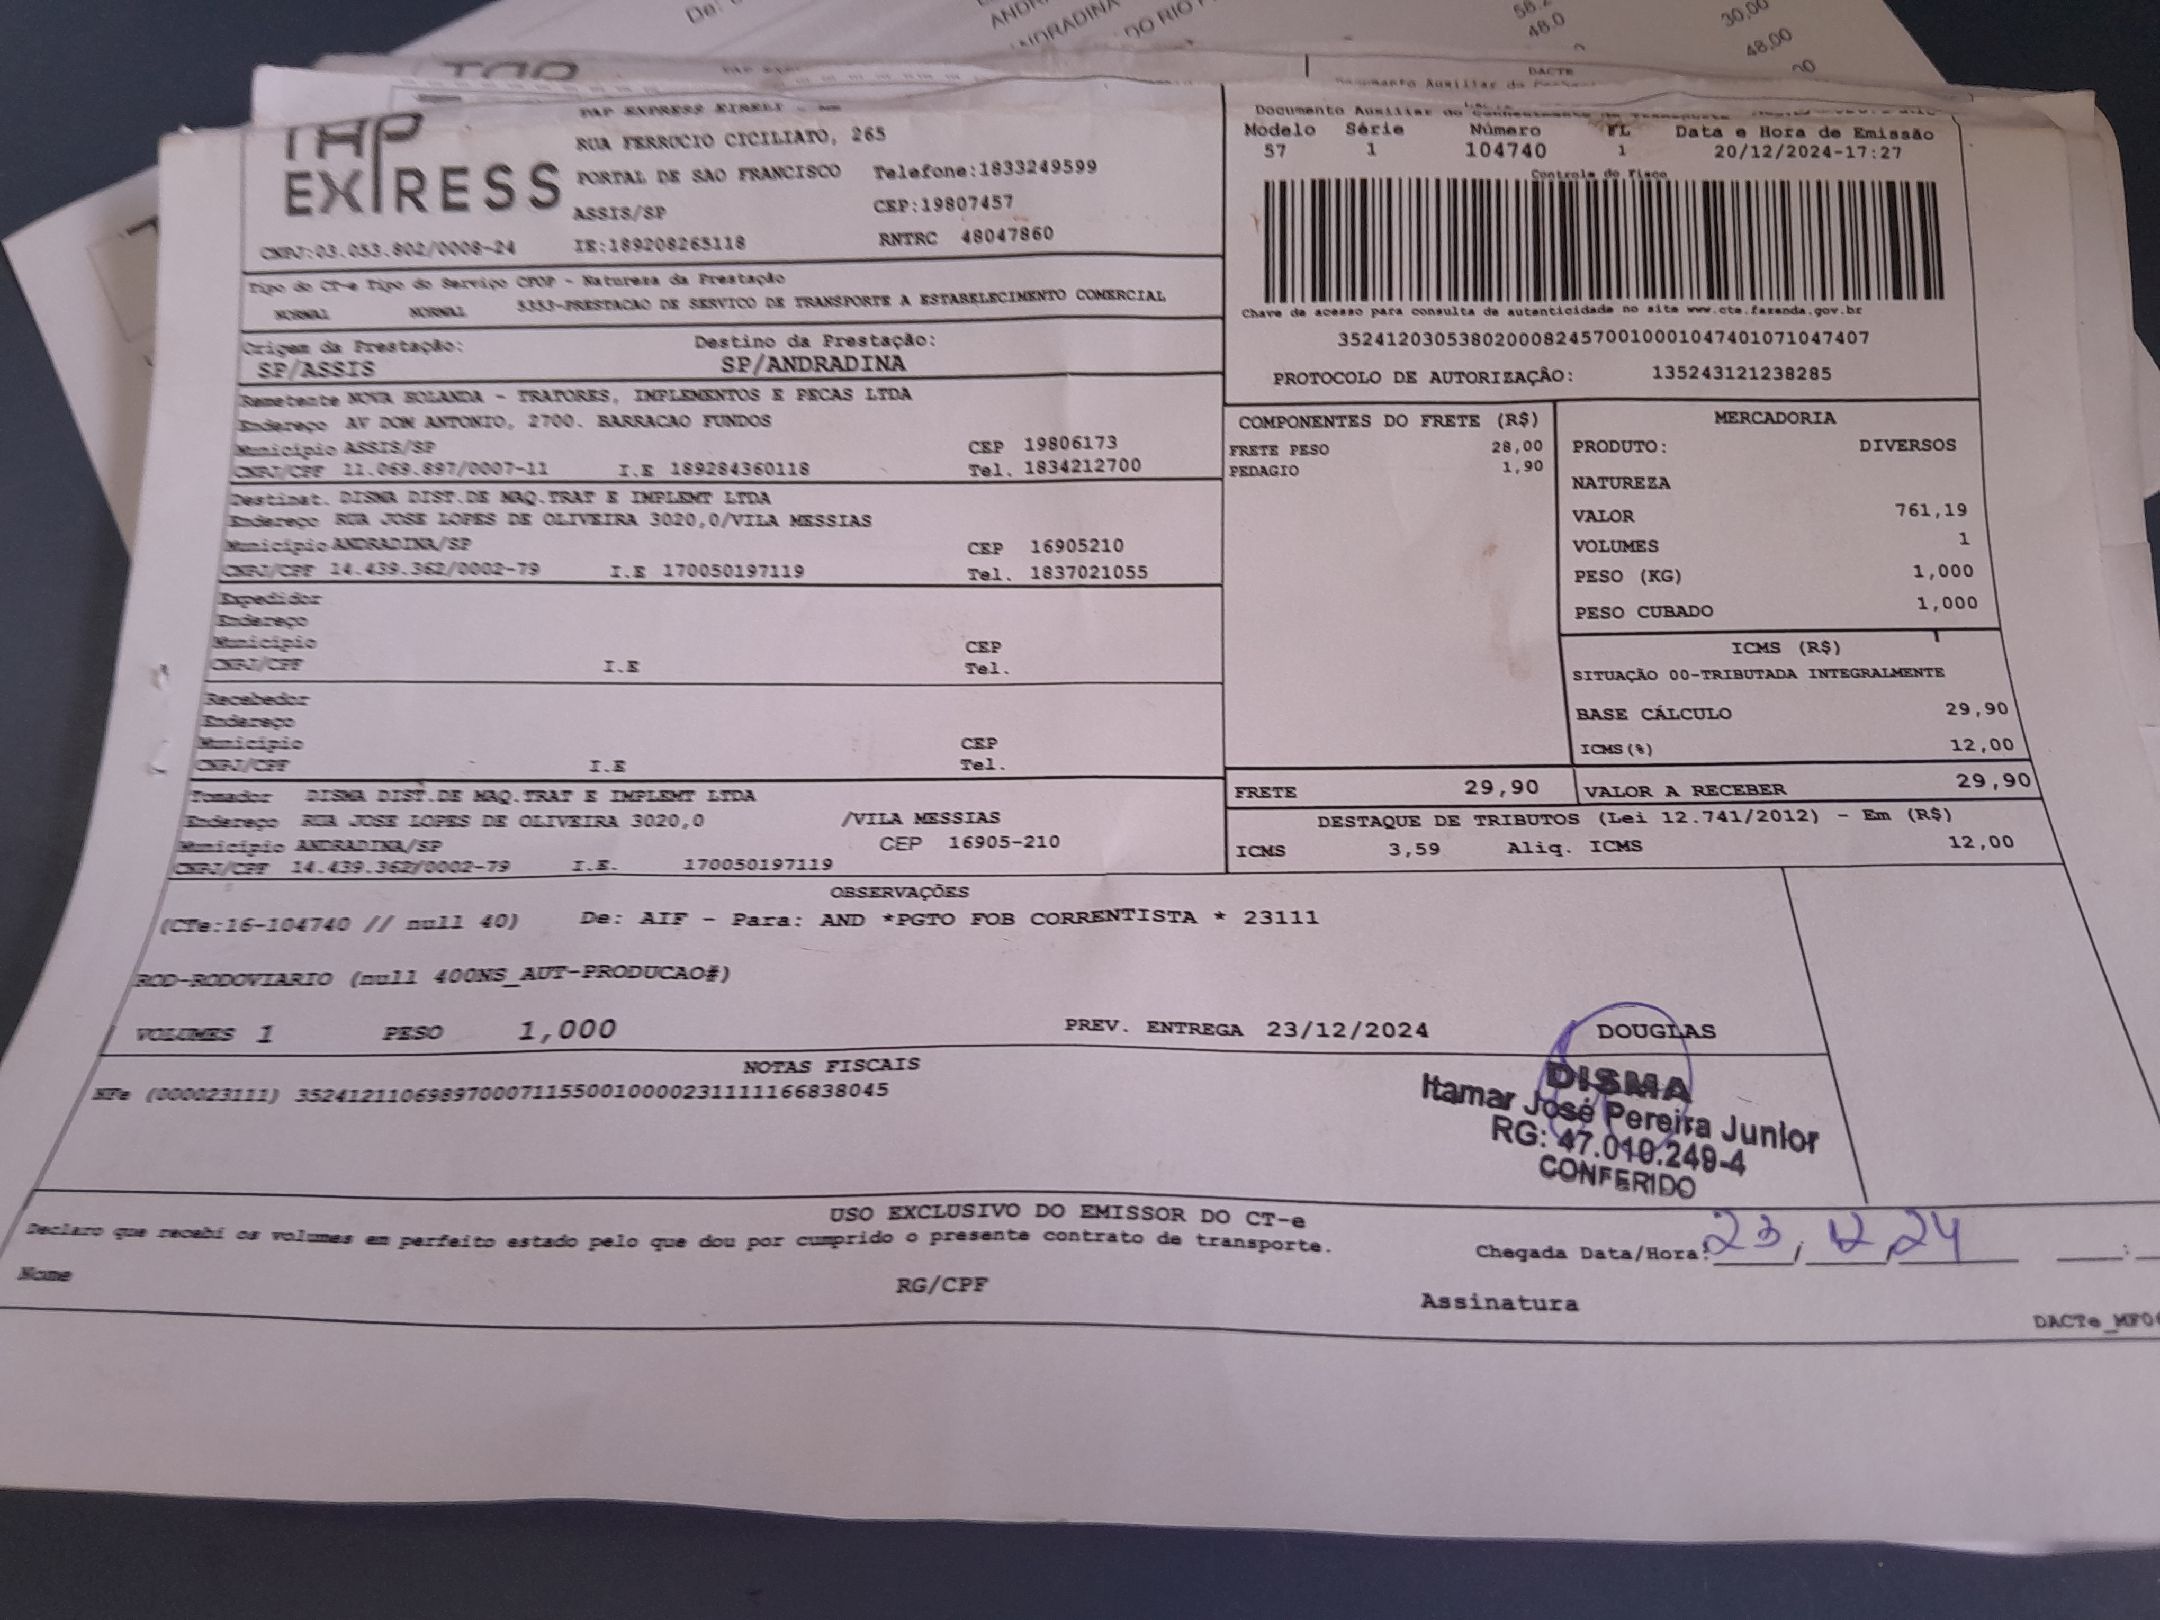 De:
ANDRADINA
DO RIO P
48.0
30,00
48,00
TAP
DACTE
TAP EXPRESS EIRELI - ME
TAP
EXPRESS
RUA FERRUCIO CICILIATO, 265
PORTAL DE SAO FRANCISCO Telefone:1833249599
ASSIS/SP CEP:19807457
CNPJ:03.053.802/0008-24 IE:189208265118 RNTRC 48047860
Documento Auxiliar do Conhecimento de Transporte
Modelo Série Número FL Data e Hora de Emissão
57 1 104740 1 20/12/2024-17:27
Controle do Fisco
Chave de acesso para consulta de autenticidade no site www.cte.fazenda.gov.br
35241203053802000824570010001047401071047407
PROTOCOLO DE AUTORIZAÇÃO: 135243121238285
Tipo do CT-e Tipo do Serviço CFOP - Natureza da Prestação
NORMAL NORMAL 5353-PRESTACAO DE SERVICO DE TRANSPORTE A ESTABELECIMENTO COMERCIAL
Origem da Prestação: Destino da Prestação:
SP/ASSIS SP/ANDRADINA
Remetente NOVA HOLANDA - TRATORES, IMPLEMENTOS E PECAS LTDA
Endereço AV DOM ANTONIO, 2700. BARRACAO FUNDOS
Município ASSIS/SP CEP 19806173
CNPJ/CPF 11.069.897/0007-11 I.E 189284360118 Tel. 1834212700
Destinat. DISMA DIST.DE MAQ.TRAT E IMPLEMT LTDA
Endereço RUA JOSE LOPES DE OLIVEIRA 3020,0/VILA MESSIAS
Município ANDRADINA/SP CEP 16905210
CNPJ/CPF 14.439.362/0002-79 I.E 170050197119 Tel. 1837021055
Expedidor
Endereço
Município CEP
CNPJ/CPF I.E Tel.
Recebedor
Endereço
Município CEP
CNPJ/CPF I.E Tel.
Tomador DISMA DIST.DE MAQ.TRAT E IMPLEMT LTDA
Endereço RUA JOSE LOPES DE OLIVEIRA 3020,0 /VILA MESSIAS
Município ANDRADINA/SP CEP 16905-210
CNPJ/CPF 14.439.362/0002-79 I.E. 170050197119
COMPONENTES DO FRETE (R$)
FRETE PESO 28,00
PEDAGIO 1,90
MERCADORIA
PRODUTO: DIVERSOS
NATUREZA
VALOR 761,19
VOLUMES 1
PESO (KG) 1,000
PESO CUBADO 1,000
ICMS (R$)
SITUAÇÃO 00-TRIBUTADA INTEGRALMENTE
BASE CÁLCULO 29,90
ICMS(%) 12,00
FRETE 29,90 VALOR A RECEBER 29,90
DESTAQUE DE TRIBUTOS (Lei 12.741/2012) - Em (R$)
ICMS 3,59 Aliq. ICMS 12,00
OBSERVAÇÕES
(CTe:16-104740 // null 40) De: AIF - Para: AND *PGTO FOB CORRENTISTA * 23111
ROD-RODOVIARIO (null 400NS_AUT-PRODUCAO#)
VOLUMES 1 PESO 1,000 PREV. ENTREGA 23/12/2024 DOUGLAS
NOTAS FISCAIS
NFe (000023111) 35241211069897000711550010000231111166838045
DISMA
Itamar José Pereira Junior
RG: 47.010.249-4
CONFERIDO
USO EXCLUSIVO DO EMISSOR DO CT-e
Declaro que recebi os volumes em perfeito estado pelo que dou por cumprido o presente contrato de transporte.
Chegada Data/Hora: 23/12/24 __:
Nome RG/CPF Assinatura
DACTe_MF0